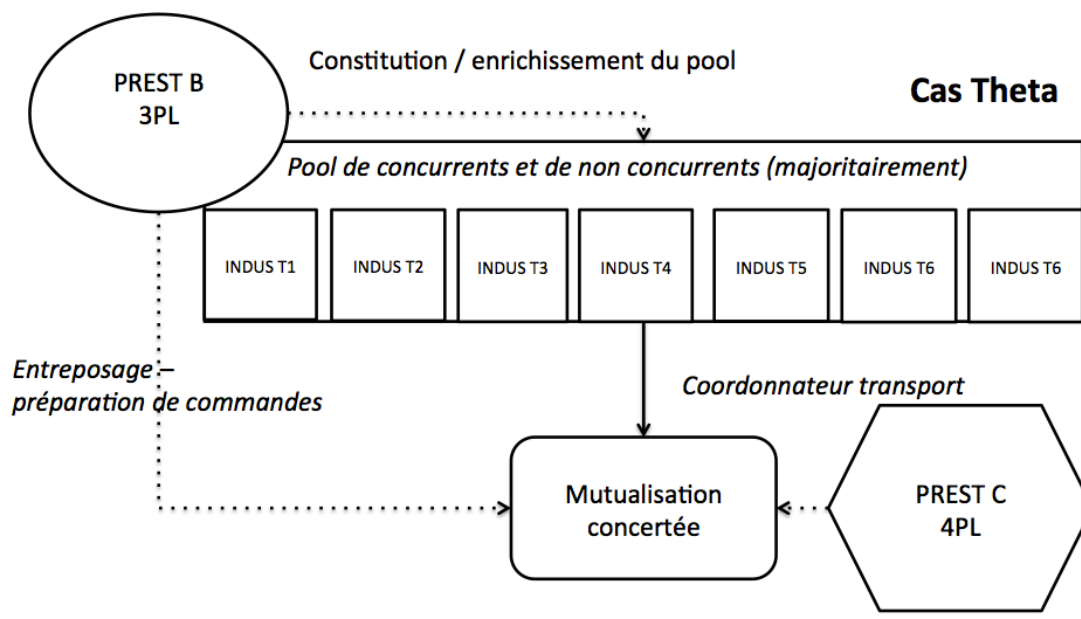 PREST B
3PL
Constitution / enrichissement du pool
Cas Theta
Pool de concurrents et de non concurrents (majoritairement)
INDUS T1
INDUS T2
INDUS T3
INDUS T4
INDUS T5
INDUS T6
INDUS T6
Entreposage –
préparation de commandes
Coordonnateur transport
Mutualisation
concertée
PREST C
4PL